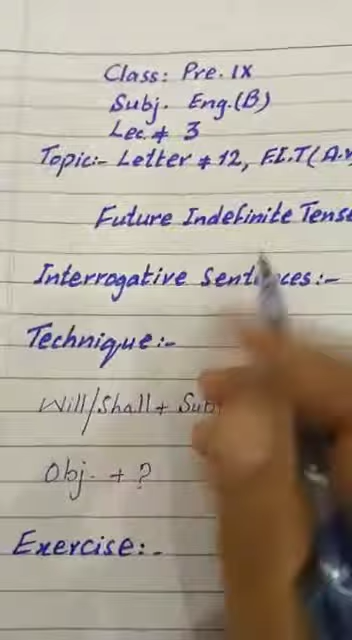 Class: Pre. IX
Subj. Eng.(B)
Lec # 3
Topic:- Letter # 12, F.I.T (A.v
Future Indefinite Tense
Interrogative Sentences:-
Technique:-
Will/Shall + Sub
Obj. + ?
Exercise:-